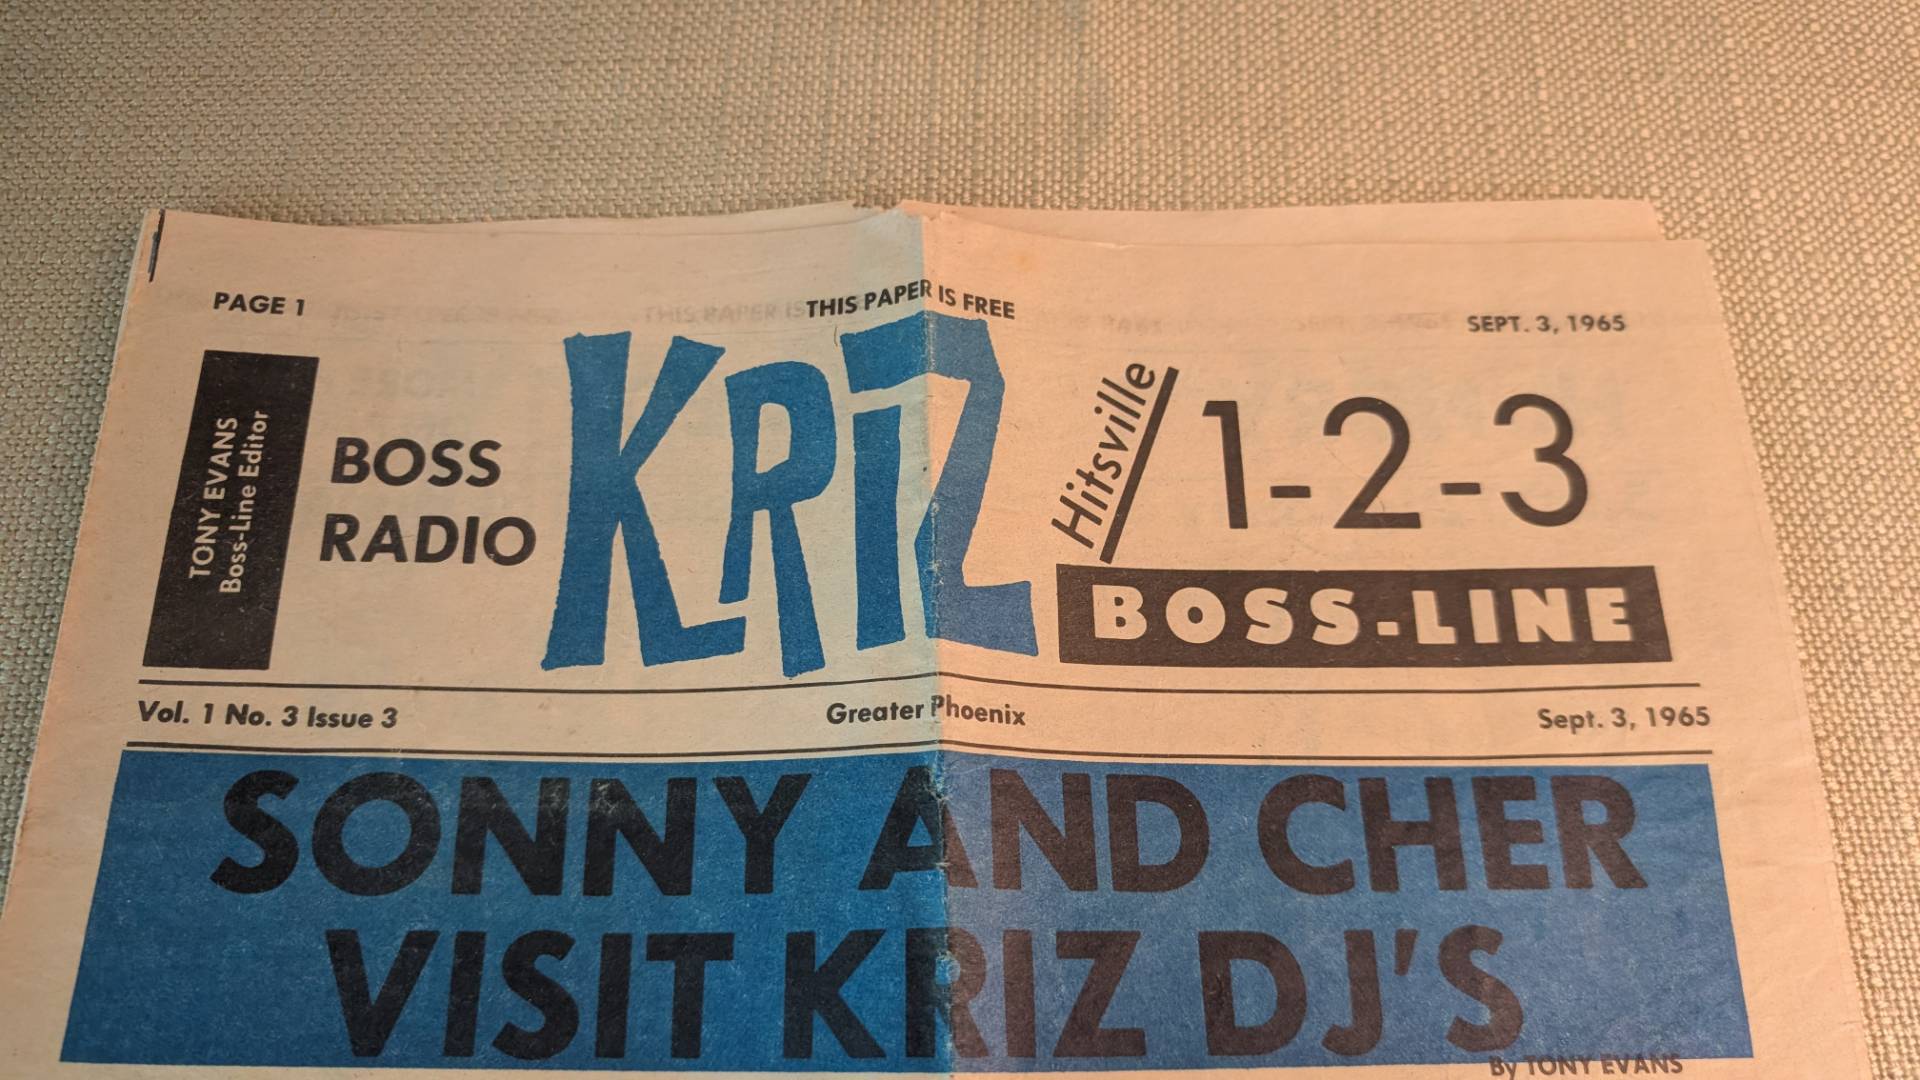 PAGE 1
THIS PAPER IS FREE
SEPT. 3, 1965
TONY EVANS
Boss-Line Editor
BOSS
RADIO
KRIZ
Hitsville
1-2-3
BOSS-LINE
Vol. 1 No. 3 Issue 3
Greater Phoenix
Sept. 3, 1965
SONNY AND CHER
VISIT KRIZ DJ'S
By TONY EVANS